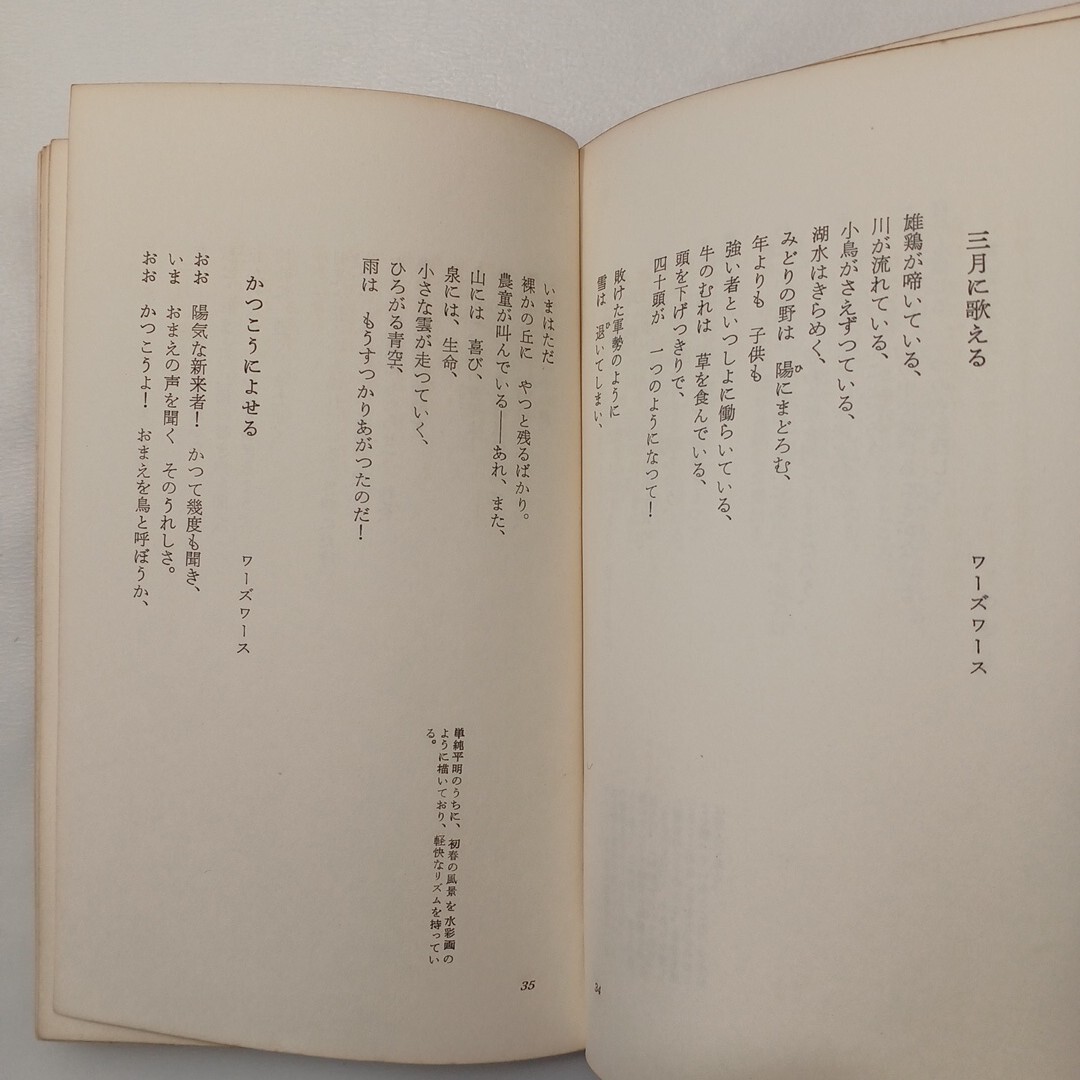 三月に歌える
ワーズワース
雄鶏が啼いている、
川が流れている、
小鳥がさえずつている、
湖水はきらめく、
みどりの野は　陽にまどろむ、
ひ
年よりも　子供も
強い者といつしよに働らいている、
牛のむれは　草を食んでいる、
頭を下げつきりで、
四十頭が　一つのようになつて！
敗けた軍勢のように
雪は　退いてしまい、
ひ
34
いまはただ
裸かの丘に　やつと残るばかり。
農童が叫んでいる――あれ、また、
山には　喜び、
泉には、生命、
小さな雲が走つていく、
ひろがる青空、
雨は　もうすつかりあがつたのだ！
単純平明のうちに、初春の風景を水彩画の
ように描いており、軽快なリズムを持ってい
る。
かつこうによせる
ワーズワース
おお　陽気な新来者！　かつて幾度も聞き、
いま　おまえの声を聞く　そのうれしさ。
おお　かつこうよ！　おまえを鳥と呼ぼうか、
35